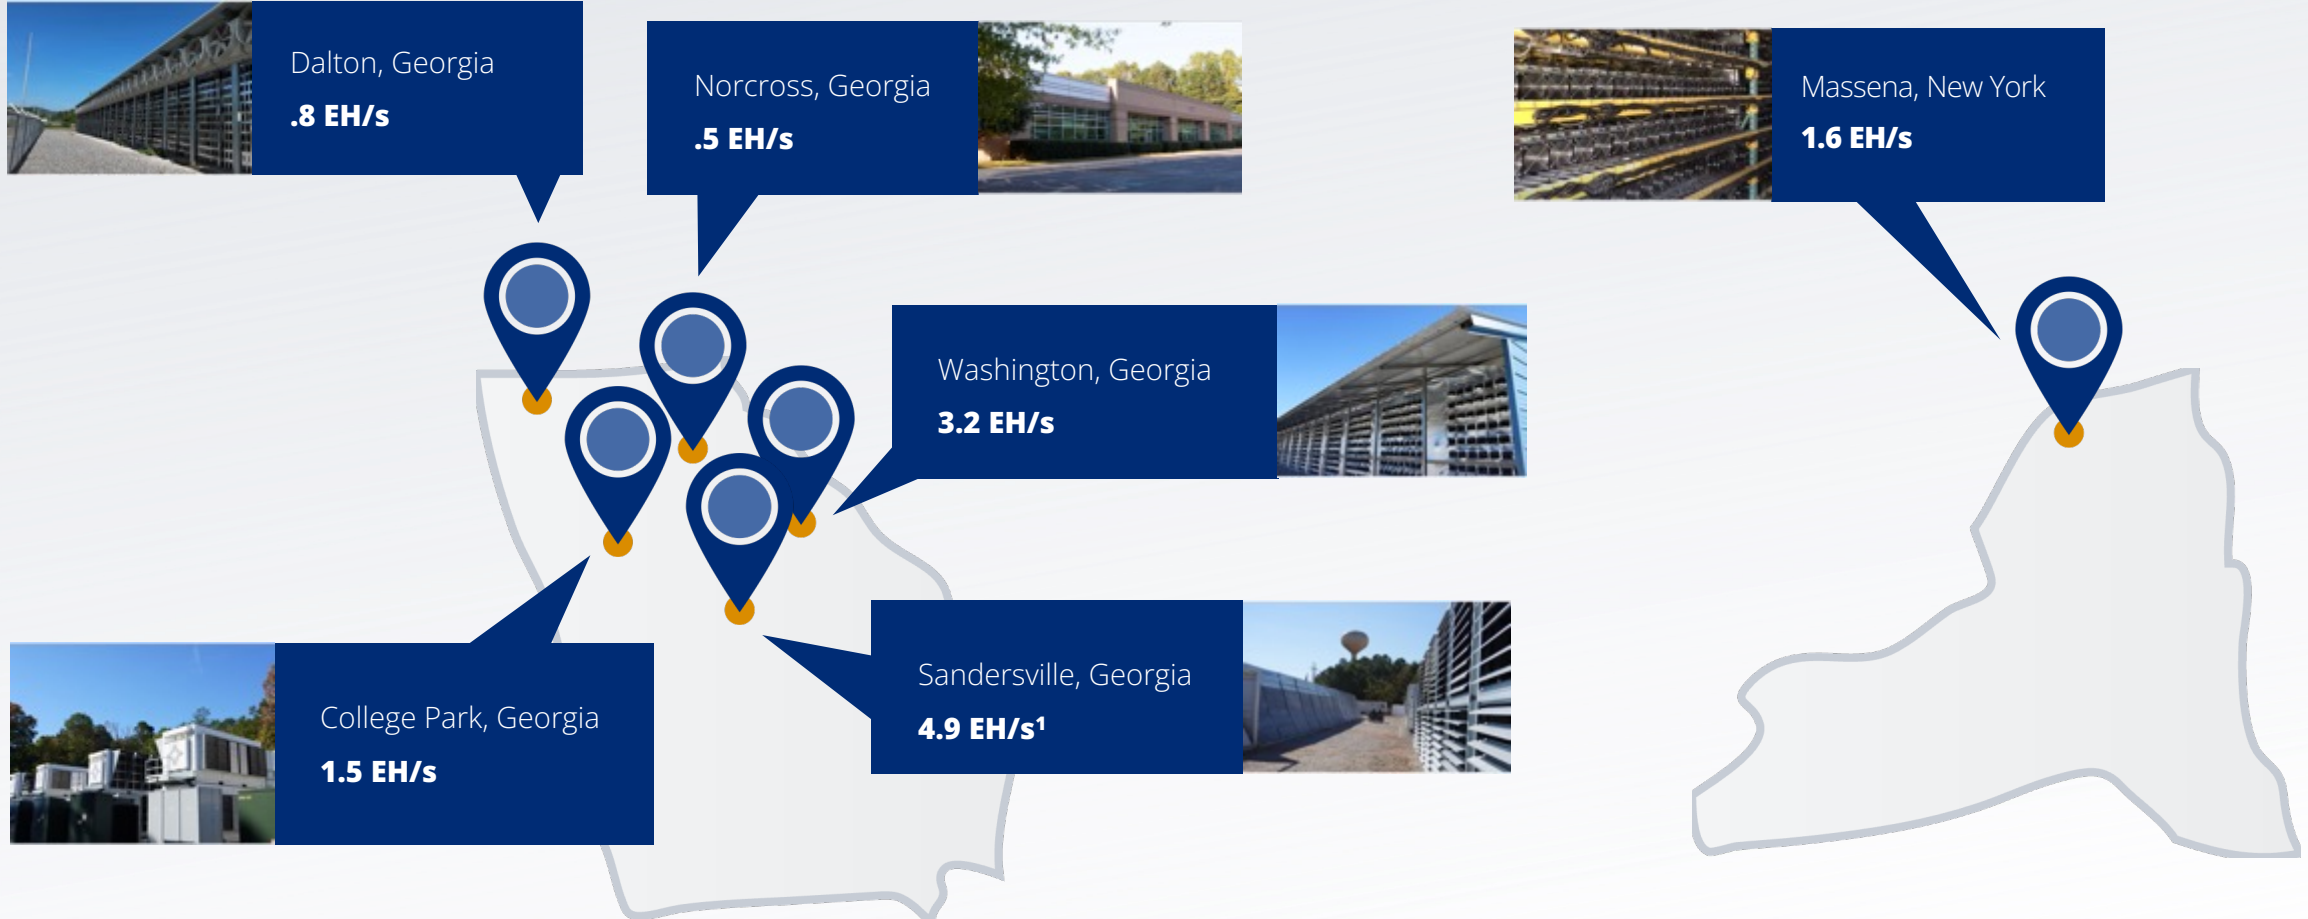 Dalton, Georgia
.8 EH/s
Norcross, Georgia
.5 EH/s
Massena, New York
1.6 EH/s
Washington, Georgia
3.2 EH/s
Sandersville, Georgia
4.9 EH/s¹
College Park, Georgia
1.5 EH/s